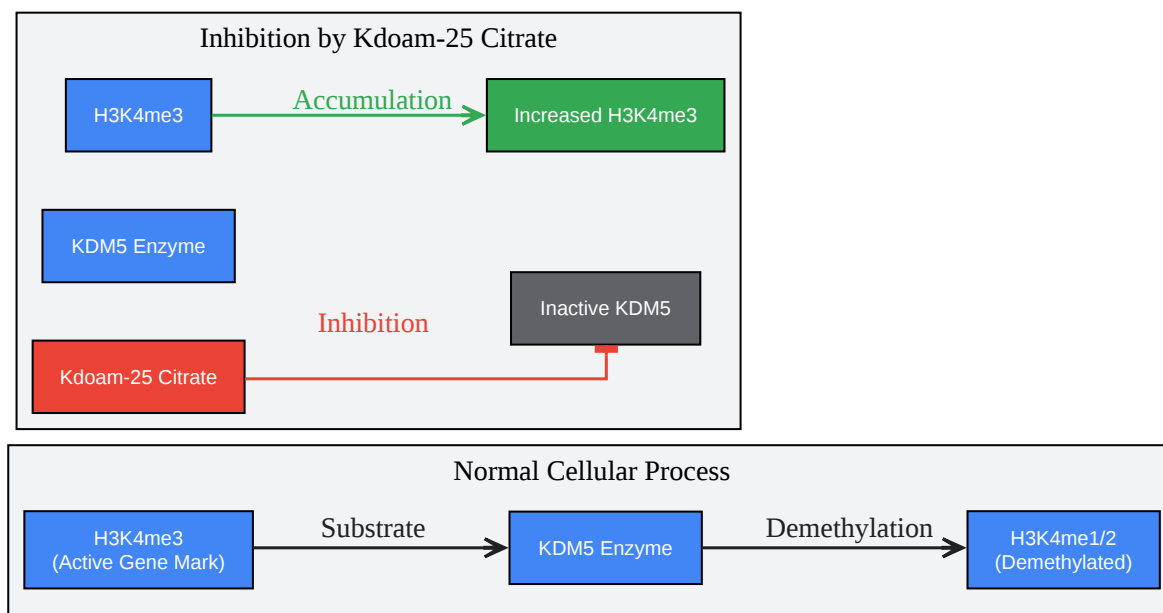 Inhibition by Kdoam-25 Citrate
H3K4me3
Accumulation
Increased H3K4me3
KDM5 Enzyme
Inactive KDM5
Inhibition
Kdoam-25 Citrate
Normal Cellular Process
H3K4me3
(Active Gene Mark)
Substrate
KDM5 Enzyme
Demethylation
H3K4me1/2
(Demethylated)